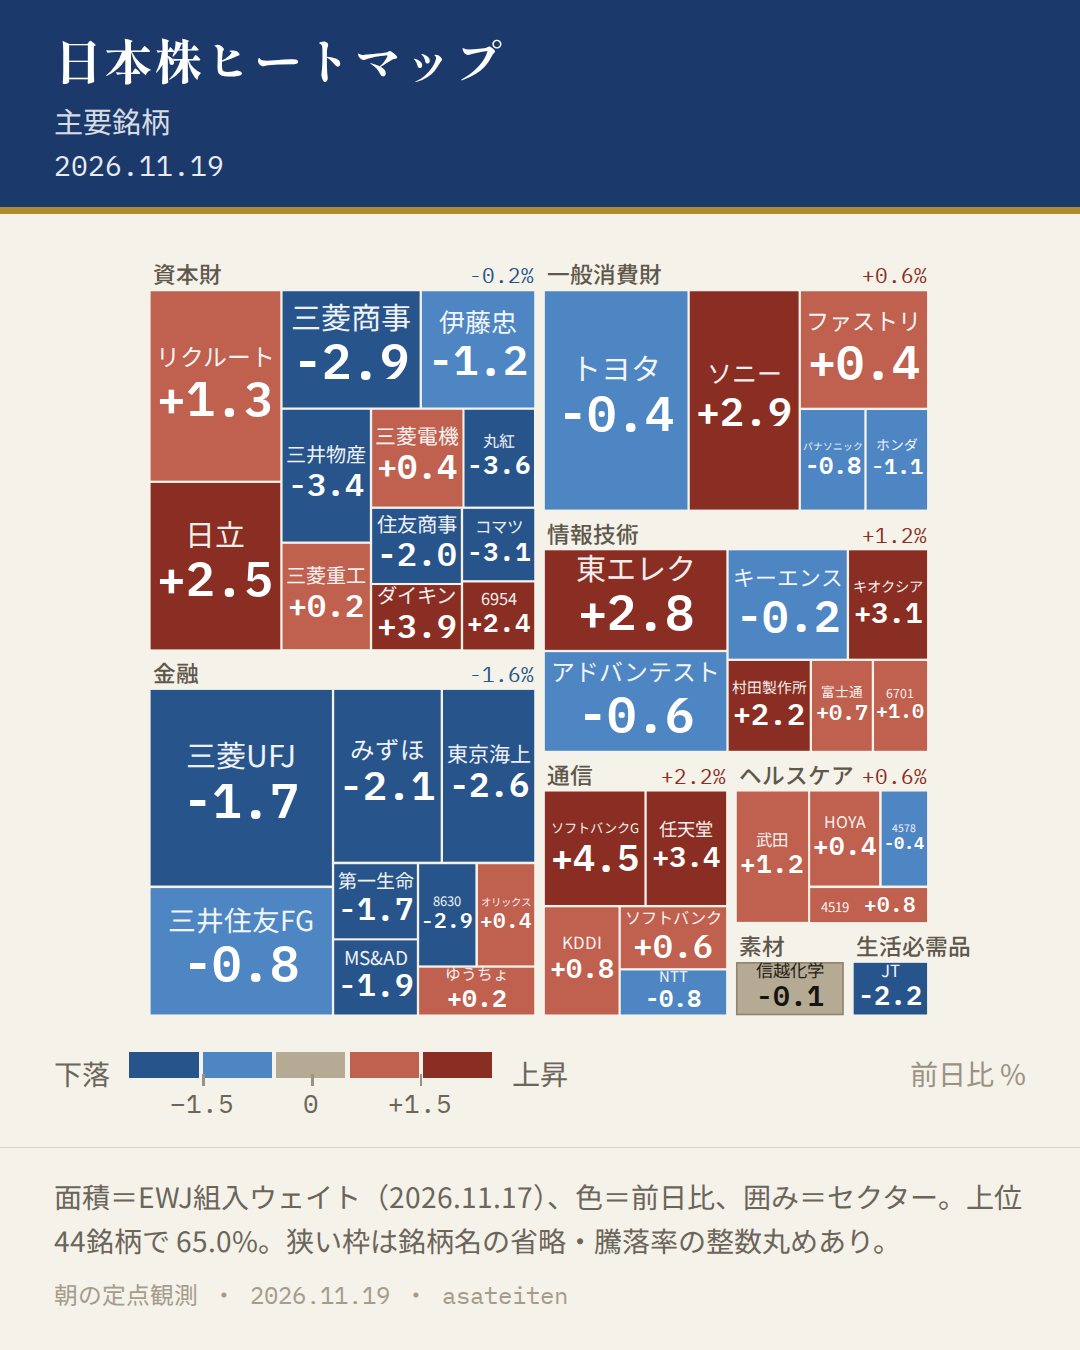 日本株ヒートマップ
主要銘柄
2026.11.19
資本財 -0.2%
リクルート
+1.3
三菱商事
-2.9
伊藤忠
-1.2
日立
+2.5
三井物産
-3.4
三菱電機
+0.4
丸紅
-3.6
三菱重工
+0.2
住友商事
-2.0
コマツ
-3.1
ダイキン
+3.9
6954
+2.4
一般消費財 +0.6%
トヨタ
-0.4
ソニー
+2.9
ファストリ
+0.4
パナソニック
-0.8
ホンダ
-1.1
情報技術 +1.2%
東エレク
+2.8
キーエンス
-0.2
キオクシア
+3.1
アドバンテスト
-0.6
村田製作所
+2.2
富士通
+0.7
6701
+1.0
金融 -1.6%
三菱UFJ
-1.7
みずほ
-2.1
東京海上
-2.6
三井住友FG
-0.8
第一生命
-1.7
8630
-2.9
オリックス
+0.4
MS&AD
-1.9
ゆうちょ
+0.2
通信 +2.2%
ソフトバンクG
+4.5
任天堂
+3.4
KDDI
+0.8
ソフトバンク
+0.6
NTT
-0.8
ヘルスケア +0.6%
武田
+1.2
HOYA
+0.4
4578
-0.4
4519 +0.8
素材
信越化学
-0.1
生活必需品
JT
-2.2
下落 上昇 前日比 %
−1.5 0 +1.5
面積＝EWJ組入ウェイト（2026.11.17）、色＝前日比、囲み＝セクター。上位
44銘柄で 65.0%。狭い枠は銘柄名の省略・騰落率の整数丸めあり。
朝の定点観測 ・ 2026.11.19 ・ asateiten